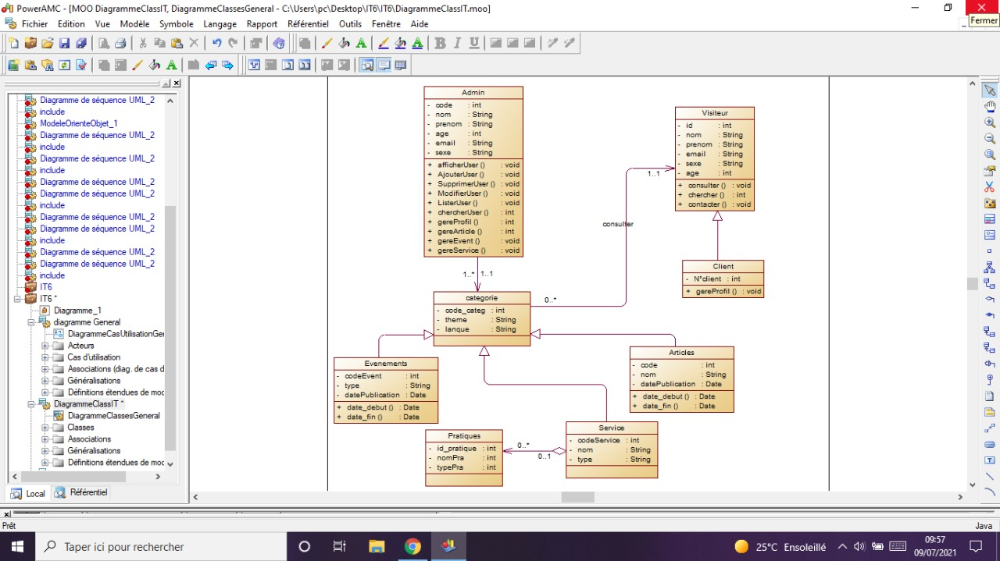 PowerAMC - [MOO DiagrammeClassIT, DiagrammeClassesGeneral - C:\Users\pc\Desktop\IT6\IT6\DiagrammeClassIT.moo]
Fermer
Fichier Edition Vue Modèle Symbole Langage Rapport Référentiel Outils Fenêtre Aide
Diagramme de séquence UML_2
include
ModeleOrienteObjet_1
Diagramme de séquence UML_2
include
Diagramme de séquence UML_2
include
Diagramme de séquence UML_2
Diagramme de séquence UML_2
include
Diagramme de séquence UML_2
Diagramme de séquence UML_2
include
Diagramme de séquence UML_2
Diagramme de séquence UML_2
include
IT6
IT6 *
Diagramme_1
diagramme General
DiagrammeCasUtilisationGer
Acteurs
Cas d'utilisation
Associations (diag. de cas d
Généralisations
Définitions étendues de moc
DiagrammeClassIT *
DiagrammeClassesGeneral
Classes
Associations
Généralisations
Définitions étendues de moc
Local Référentiel
Admin
- code : int
- nom : String
- prenom : String
- age : int
- email : String
- sexe : String
+ afficherUser () : void
+ AjouterUser () : void
+ SupprimerUser () : void
+ ModifierUser () : void
+ ListerUser () : void
+ chercherUser () : int
+ gereProfil () : int
+ gereArticle () : int
+ gereEvent () : void
+ gereService () : void
1..* 1..1
Visiteur
- id : int
- nom : String
- prenom : String
- email : String
- sexe : String
- age : int
+ consulter () : void
+ chercher () : int
+ contacter () : void
1..1
consulter
0..*
Client
- N°client : int
+ gereProfil () : void
categorie
- code_categ : int
- theme : String
- lanque : String
Evenements
- codeEvent : int
- type : String
- datePublication : Date
+ date_debut () : Date
+ date_fin () : Date
Articles
- code : int
- nom : String
- datePublication : Date
+ date_debut () : Date
+ date_fin () : Date
Pratiques
- id_pratique : int
- nomPra : int
- typePra : int
0..*
0..1
Service
- codeService : int
- nom : String
- type : String
Prêt
Java
Taper ici pour rechercher
25°C Ensoleillé
09:57
09/07/2021